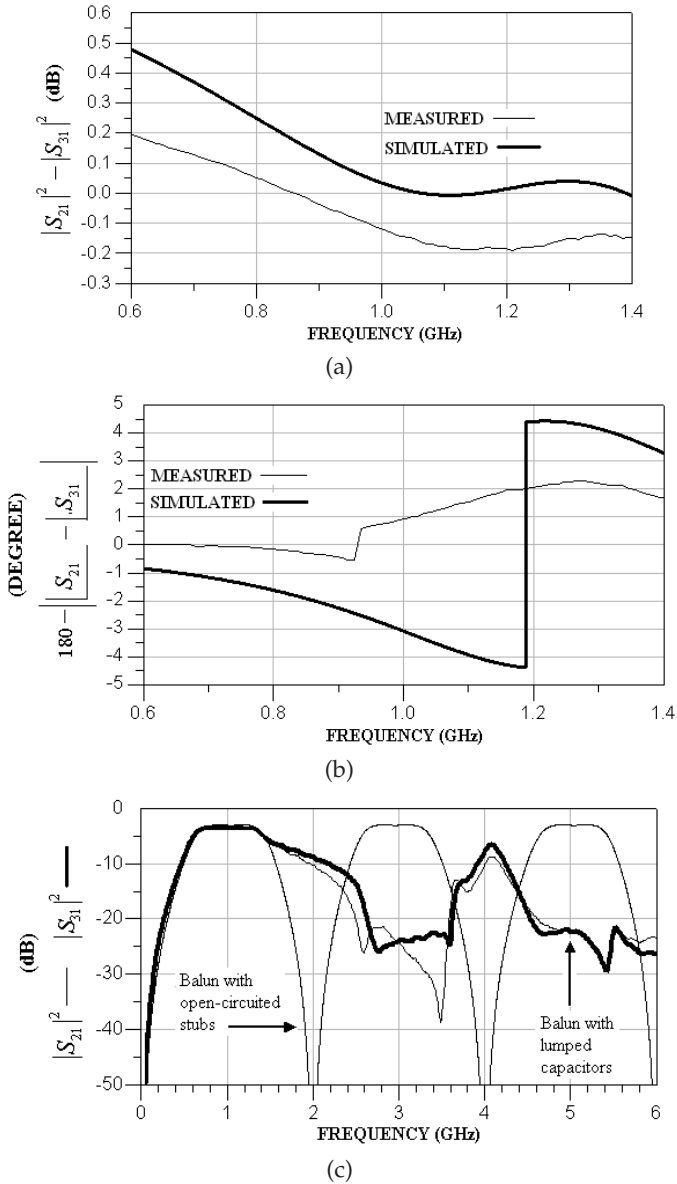 0.6
0.5
0.4
0.3
0.2
0.1
0.0
-0.1
-0.2
-0.3
|S21|² − |S31|² (dB)
MEASURED
SIMULATED
0.6 0.8 1.0 1.2 1.4
FREQUENCY (GHz)
(a)
5
4
3
2
1
0
-1
-2
-3
-4
-5
180 − |S21 − |S31 (DEGREE)
MEASURED
SIMULATED
0.6 0.8 1.0 1.2 1.4
FREQUENCY (GHz)
(b)
0
-10
-20
-30
-40
-50
|S21|² |S31|² (dB)
Balun with
open-circuited
stubs
Balun with
lumped
capacitors
0 1 2 3 4 5 6
FREQUENCY (GHz)
(c)